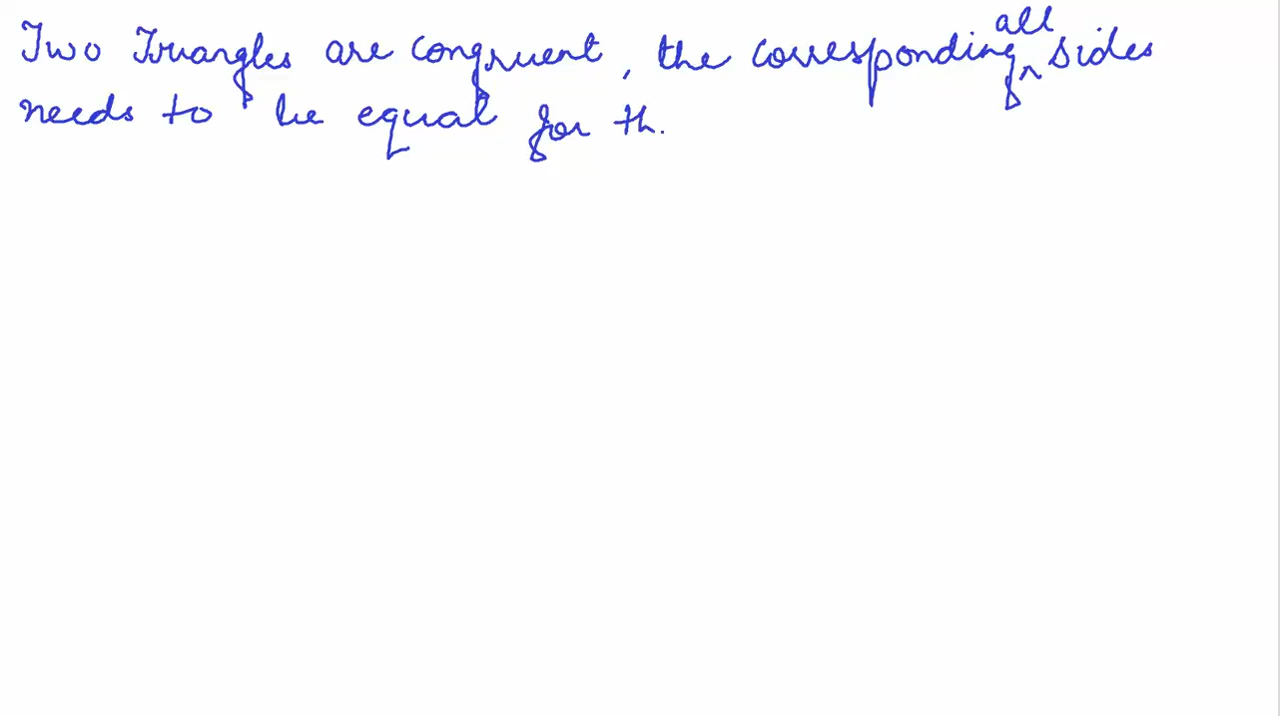 Two Triangles are congruent, the corresponding all sides
needs to be equal for th